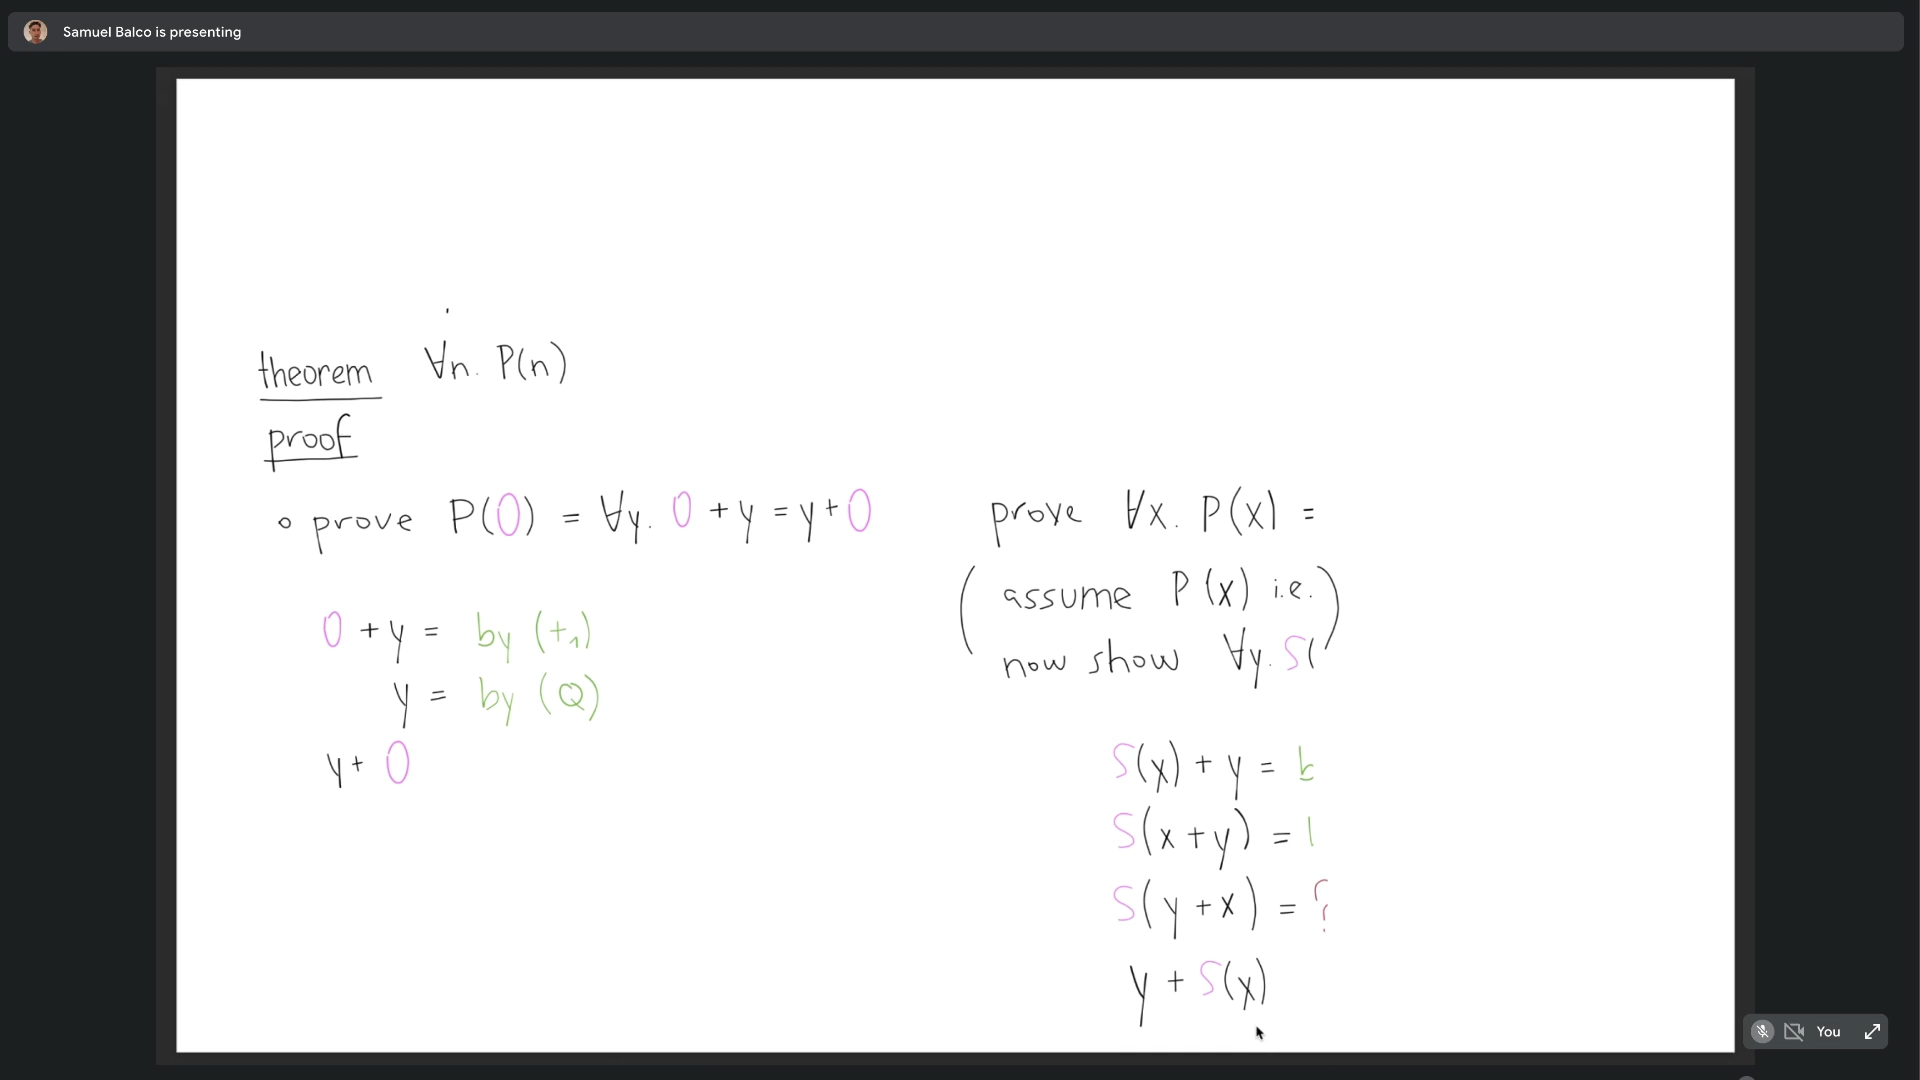 Samuel Balco is presenting
theorem ∀n. P(n)
proof
∘ prove P(0) = ∀y. 0 + y = y + 0
0 + y = by (+₁)
y = by (Q)
y + 0
prove ∀x. P(x) =
( assume P(x) i.e. )
now show ∀y. S(
S(x) + y = b
S(x + y) =
S(y + x) = ?
y + S(x)
You